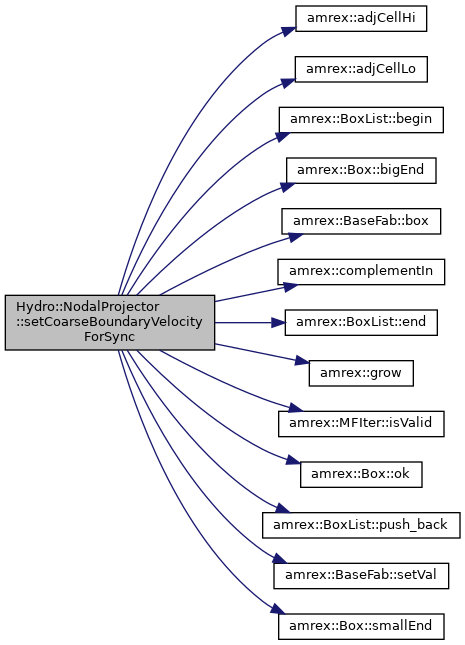 amrex::adjCellHi
amrex::adjCellLo
amrex::BoxList::begin
amrex::Box::bigEnd
amrex::BaseFab::box
amrex::complementIn
Hydro::NodalProjector
::setCoarseBoundaryVelocity
ForSync
amrex::BoxList::end
amrex::grow
amrex::MFIter::isValid
amrex::Box::ok
amrex::BoxList::push_back
amrex::BaseFab::setVal
amrex::Box::smallEnd